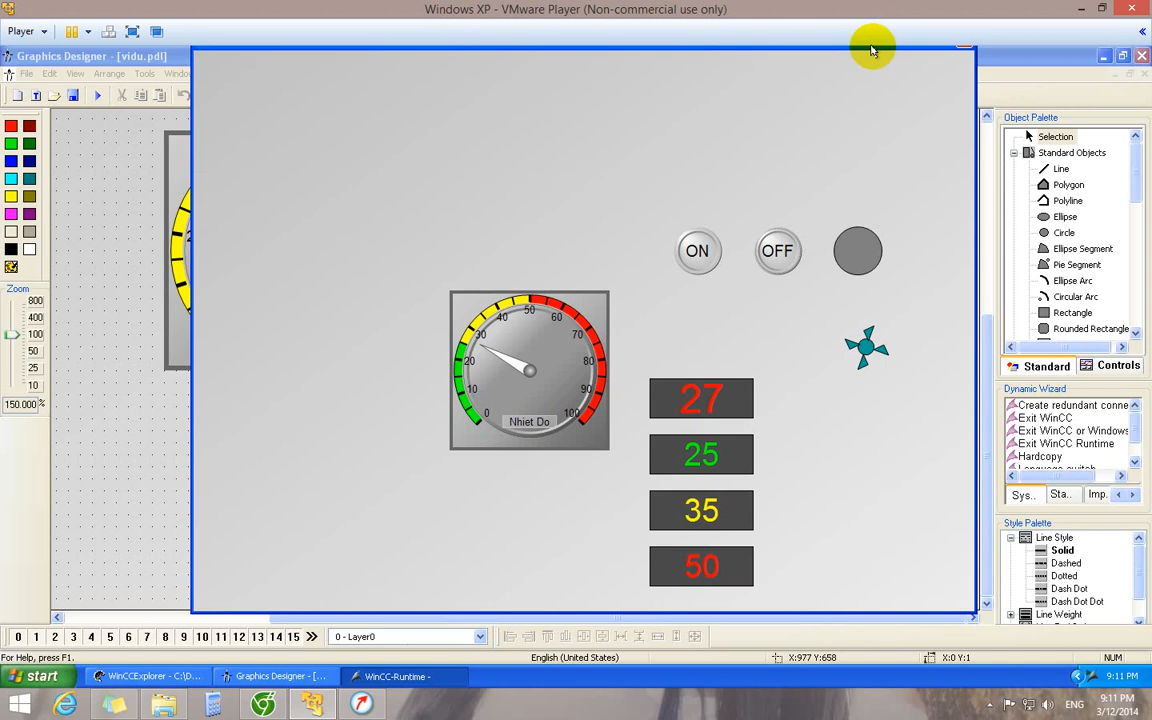 Windows XP - VMware Player (Non-commercial use only)
Player
Graphics Designer - [vidu.pdl]
File Edit View Arrange Tools Window
Object Palette
Selection
Standard Objects
Line
Polygon
Polyline
Ellipse
Circle
Ellipse Segment
Pie Segment
Ellipse Arc
Circular Arc
Rectangle
Rounded Rectangle
Standard Controls
Dynamic Wizard
Create redundant conne
Exit WinCC
Exit WinCC or Windows
Exit WinCC Runtime
Hardcopy
Sys.. Sta.. Imp.
Style Palette
Line Style
Solid
Dashed
Dotted
Dash Dot
Dash Dot Dot
Line Weight
Zoom
800
400
100
50
25
10
150.000 %
ON OFF
0 10 20 30 40 50 60 70 80 90 100
Nhiet Do
27
25
35
50
0 1 2 3 4 5 6 7 8 9 10 11 12 13 14 15
0 - Layer0
For Help, press F1.
English (United States)
X:977 Y:658
X:0 Y:1
NUM
start
WinCCExplorer - C:\D...
Graphics Designer - [...
WinCC-Runtime -
9:11 PM
ENG
9:11 PM
3/12/2014